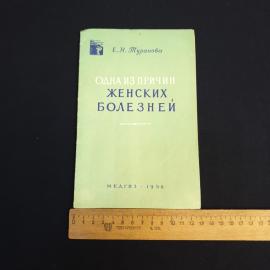 Е. Н. Туранова
ОДНА ИЗ ПРИЧИН
ЖЕНСКИХ
БОЛЕЗНЕЙ
МЕДГИЗ - 1958